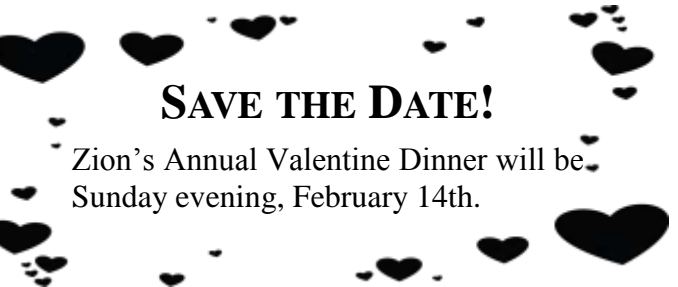 SAVE THE DATE!
Zion’s Annual Valentine Dinner will be
Sunday evening, February 14th.